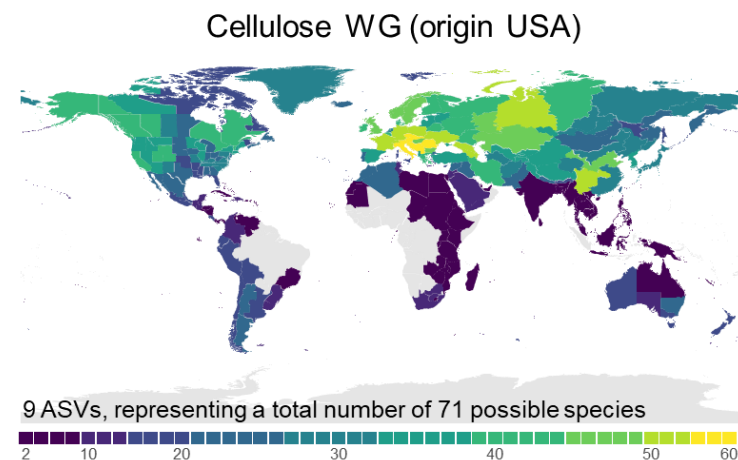 Cellulose WG (origin USA)
9 ASVs, representing a total number of 71 possible species
2 10 20 30 40 50 60